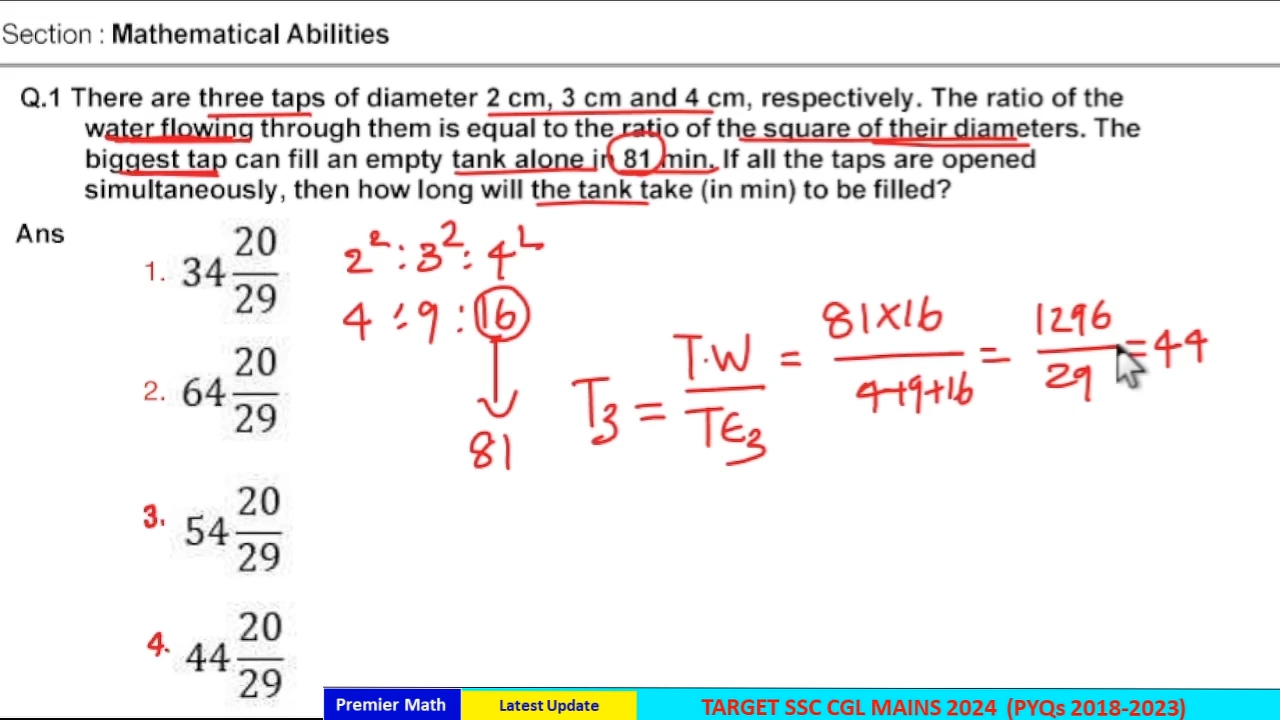 Section : Mathematical Abilities
Q.1 There are three taps of diameter 2 cm, 3 cm and 4 cm, respectively. The ratio of the
water flowing through them is equal to the ratio of the square of their diameters. The
biggest tap can fill an empty tank alone in 81 min. If all the taps are opened
simultaneously, then how long will the tank take (in min) to be filled?
Ans
1. 34 20/29
2. 64 20/29
3. 54 20/29
4. 44 20/29
2² : 3² : 4²
4 : 9 : 16
81
T₃ = T.W / TE₃ = 81×16 / 4+9+16 = 1296 / 29 = 44
Premier Math
Latest Update
TARGET SSC CGL MAINS 2024 (PYQs 2018-2023)